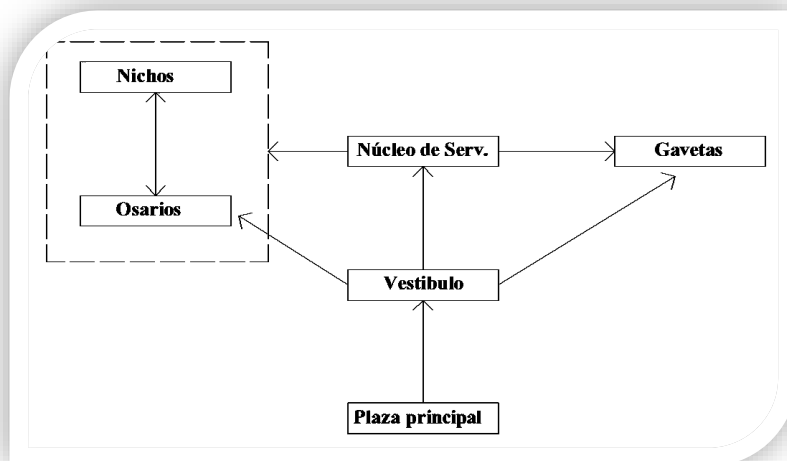 Nichos
Núcleo de Serv.
Gavetas
Osarios
Vestibulo
Plaza principal